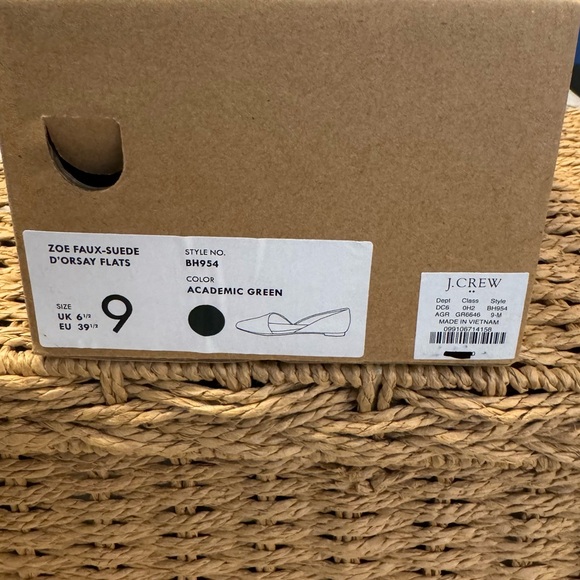 ZOE FAUX-SUEDE
D'ORSAY FLATS
STYLE NO.
BH954
COLOR
ACADEMIC GREEN
SIZE
UK 6 1/2
EU 39 1/2
9
J.CREW
Dept Class Style
DC6 0H2 BH954
AGR GR6646 9-M
MADE IN VIETNAM
099106714158